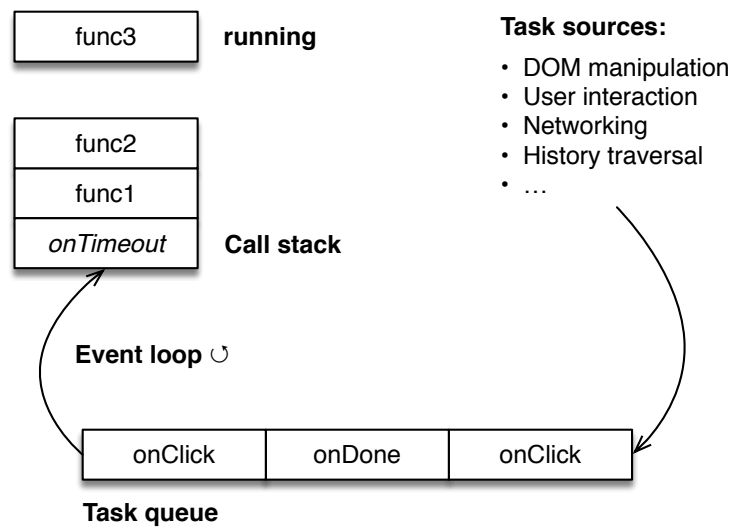 func3
running
Task sources:
• DOM manipulation
• User interaction
• Networking
• History traversal
• …
func2
func1
onTimeout
Call stack
Event loop ↺
onClick
onDone
onClick
Task queue